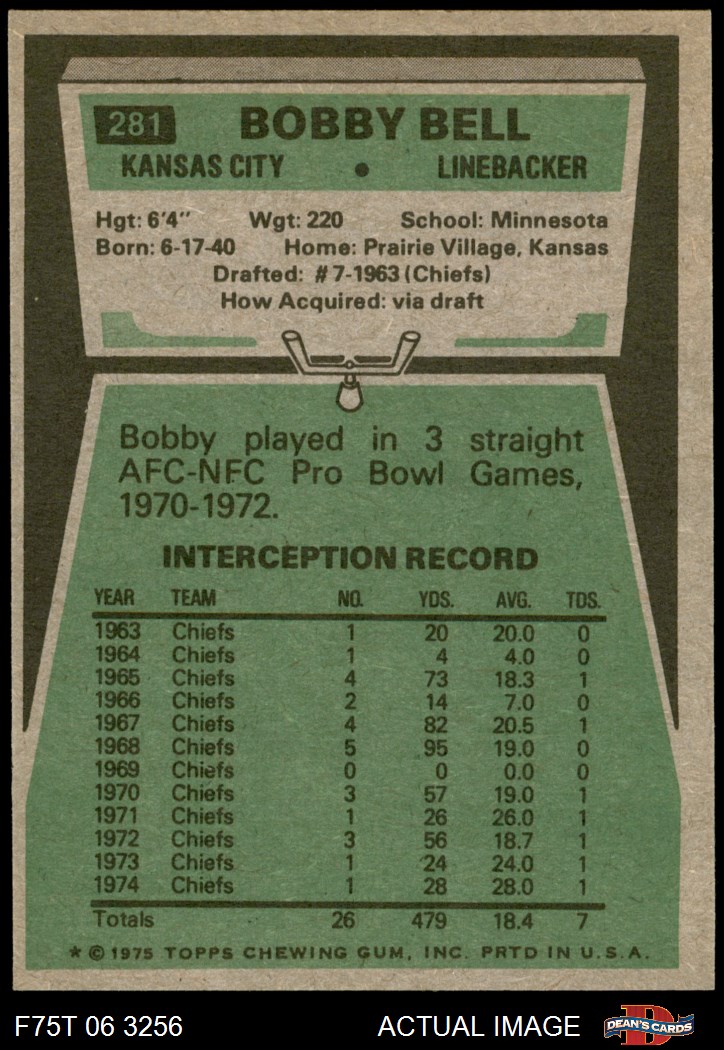 281 BOBBY BELL
KANSAS CITY • LINEBACKER
Hgt: 6'4" Wgt: 220 School: Minnesota
Born: 6-17-40 Home: Prairie Village, Kansas
Drafted: #7-1963 (Chiefs)
How Acquired: via draft
Bobby played in 3 straight
AFC-NFC Pro Bowl Games,
1970-1972.
INTERCEPTION RECORD
YEAR TEAM NO. YDS. AVG. TDS.
1963 Chiefs 1 20 20.0 0
1964 Chiefs 1 4 4.0 0
1965 Chiefs 4 73 18.3 1
1966 Chiefs 2 14 7.0 0
1967 Chiefs 4 82 20.5 1
1968 Chiefs 5 95 19.0 0
1969 Chiefs 0 0 0.0 0
1970 Chiefs 3 57 19.0 1
1971 Chiefs 1 26 26.0 1
1972 Chiefs 3 56 18.7 1
1973 Chiefs 1 24 24.0 1
1974 Chiefs 1 28 28.0 1
Totals 26 479 18.4 7
* © 1975 TOPPS CHEWING GUM, INC. PRTD IN U.S.A.
F75T 06 3256 ACTUAL IMAGE D DEAN'S CARDS